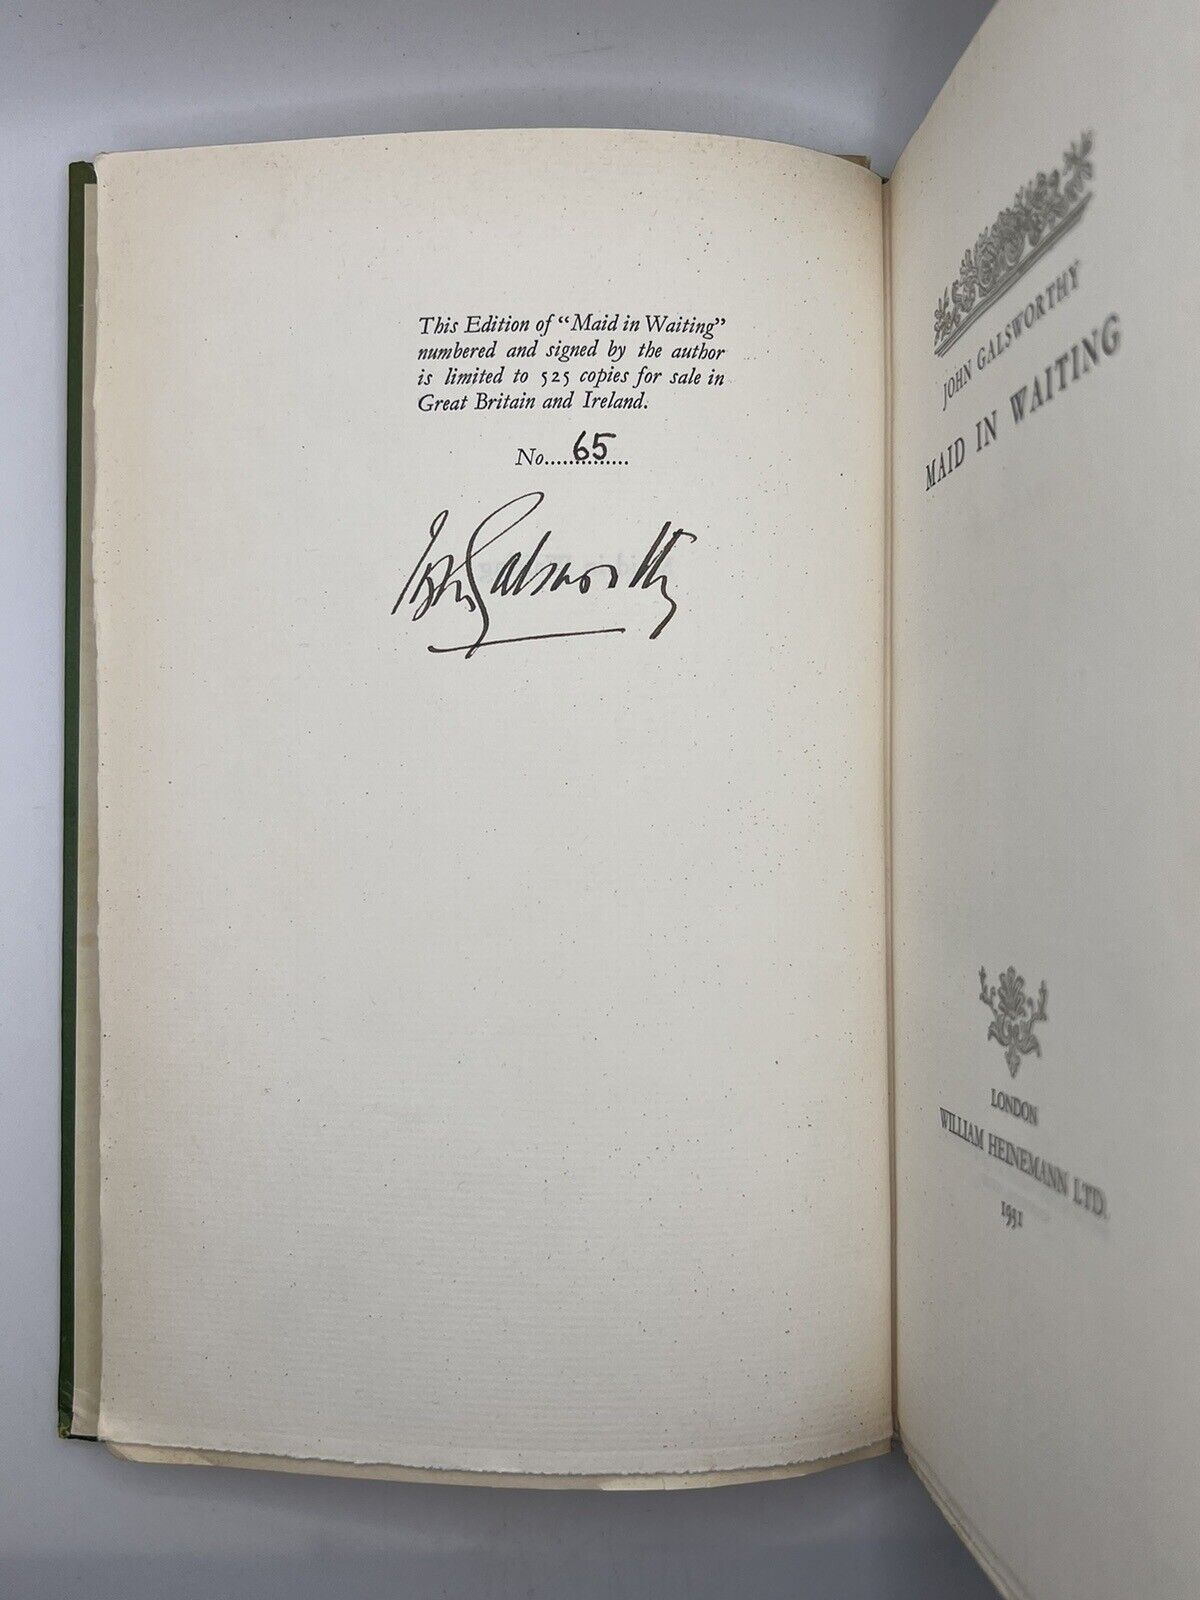 This Edition of “Maid in Waiting”
numbered and signed by the author
is limited to 525 copies for sale in
Great Britain and Ireland.
No..............65
John Galsworthy
JOHN GALSWORTHY
MAID IN WAITING
LONDON
WILLIAM HEINEMANN LTD.
1931